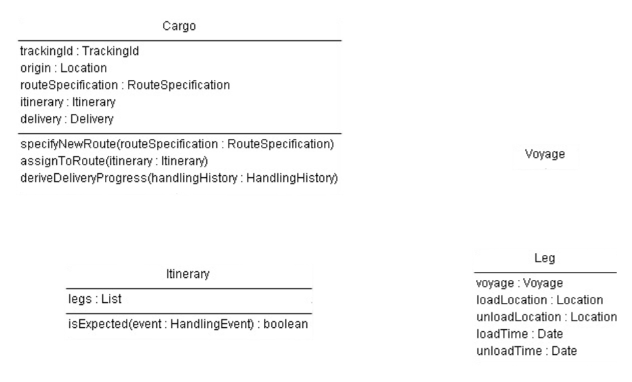 Cargo
trackingId : TrackingId
origin : Location
routeSpecification : RouteSpecification
itinerary : Itinerary
delivery : Delivery
specifyNewRoute(routeSpecification : RouteSpecification)
assignToRoute(itinerary : Itinerary)
deriveDeliveryProgress(handlingHistory : HandlingHistory)
Voyage
Itinerary
legs : List
isExpected(event : HandlingEvent) : boolean
Leg
voyage : Voyage
loadLocation : Location
unloadLocation : Location
loadTime : Date
unloadTime : Date